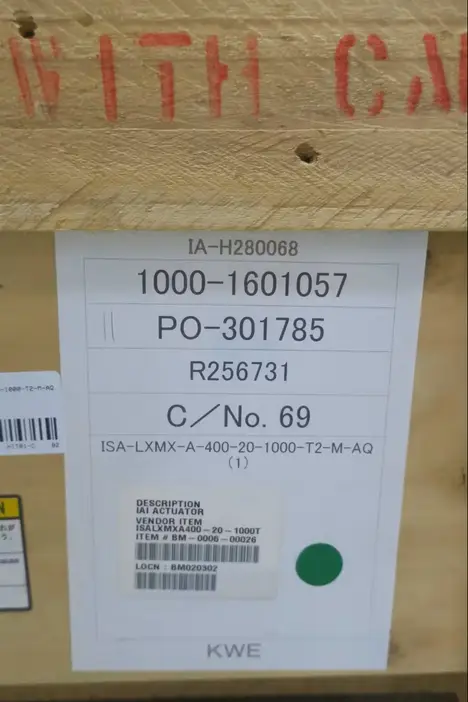 WITH CA
IA-H280068
1000-1601057
PO-301785
R256731
C/No. 69
ISA-LXMX-A-400-20-1000-T2-M-AQ
(1)
-1000-T2-M-AQ
DESCRIPTION
IAI ACTUATOR
VENDOR ITEM
ISALXMXA400-20-1000T
ITEM # BM-0006-00026
LOCN : BM020302
KWE